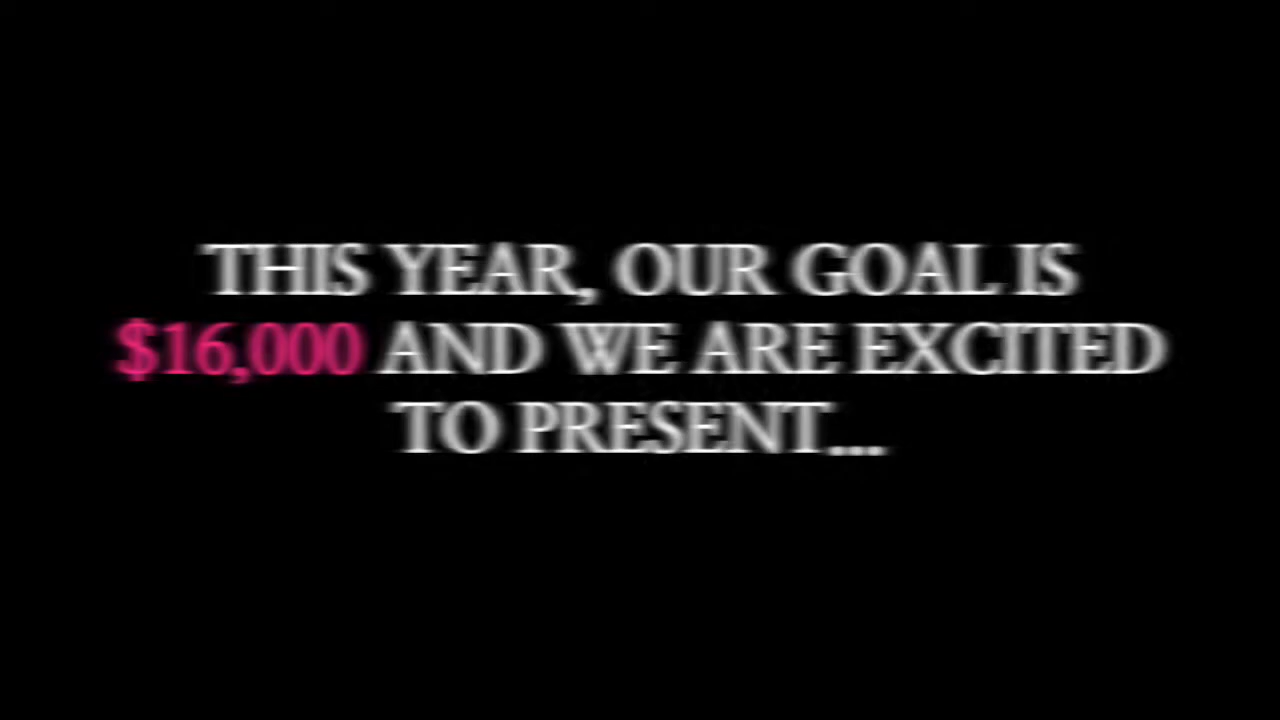 THIS YEAR, OUR GOAL IS
$16,000 AND WE ARE EXCITED
TO PRESENT...